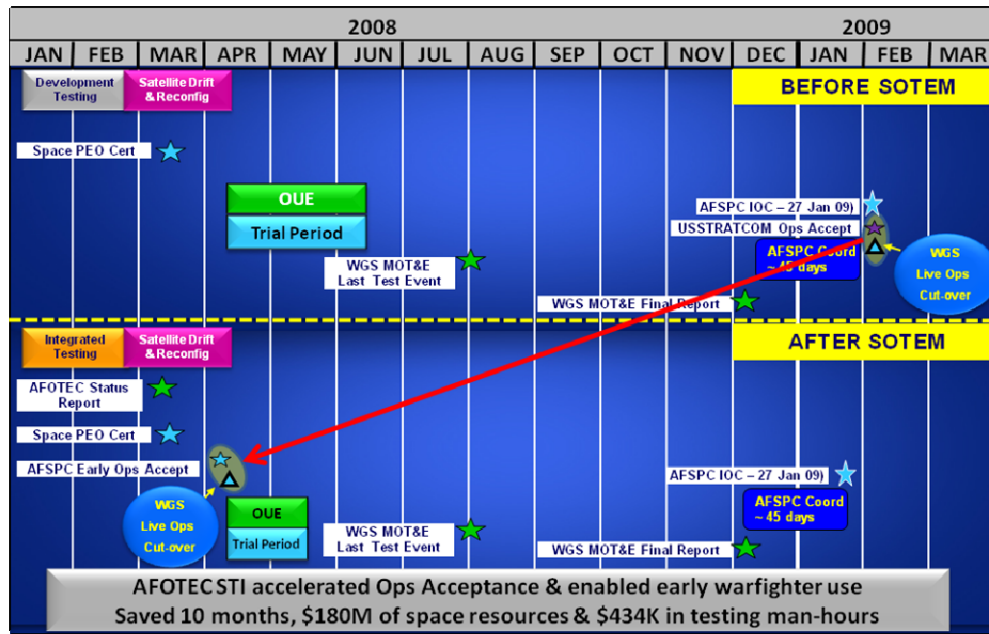 2008
2009
JAN FEB MAR APR MAY JUN JUL AUG SEP OCT NOV DEC JAN FEB MAR
Development
Testing
Satellite Drift
& Reconfig
BEFORE SOTEM
Space PEO Cert
OUE
Trial Period
WGS MOT&E
Last Test Event
AFSPC IOC – 27 Jan 09)
USSTRATCOM Ops Accept
AFSPC Coord
~ 45 days
WGS
Live Ops
Cut-over
WGS MOT&E Final Report
Integrated
Testing
Satellite Drift
& Reconfig
AFTER SOTEM
AFOTEC Status
Report
Space PEO Cert
AFSPC Early Ops Accept
WGS
Live Ops
Cut-over
OUE
Trial Period
WGS MOT&E
Last Test Event
AFSPC IOC – 27 Jan 09)
AFSPC Coord
~ 45 days
WGS MOT&E Final Report
AFOTEC STI accelerated Ops Acceptance & enabled early warfighter use
Saved 10 months, $180M of space resources & $434K in testing man-hours